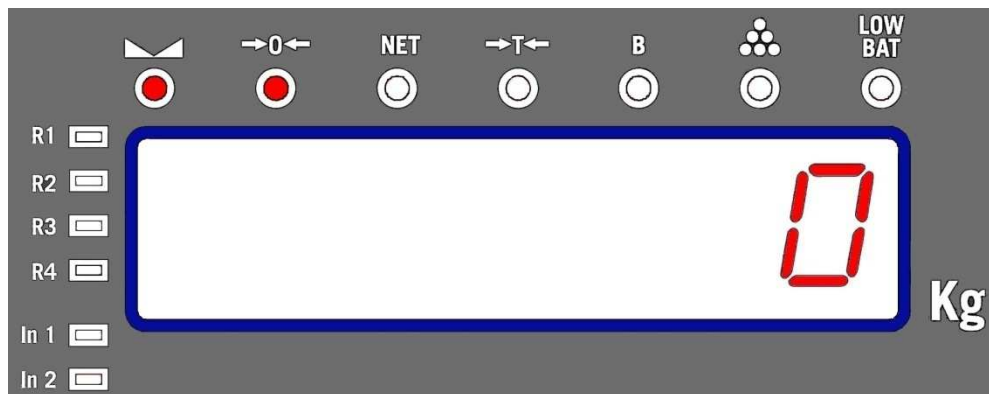 →0← NET →T← B LOW BAT
R1
R2
R3
R4
0
Kg
In 1
In 2